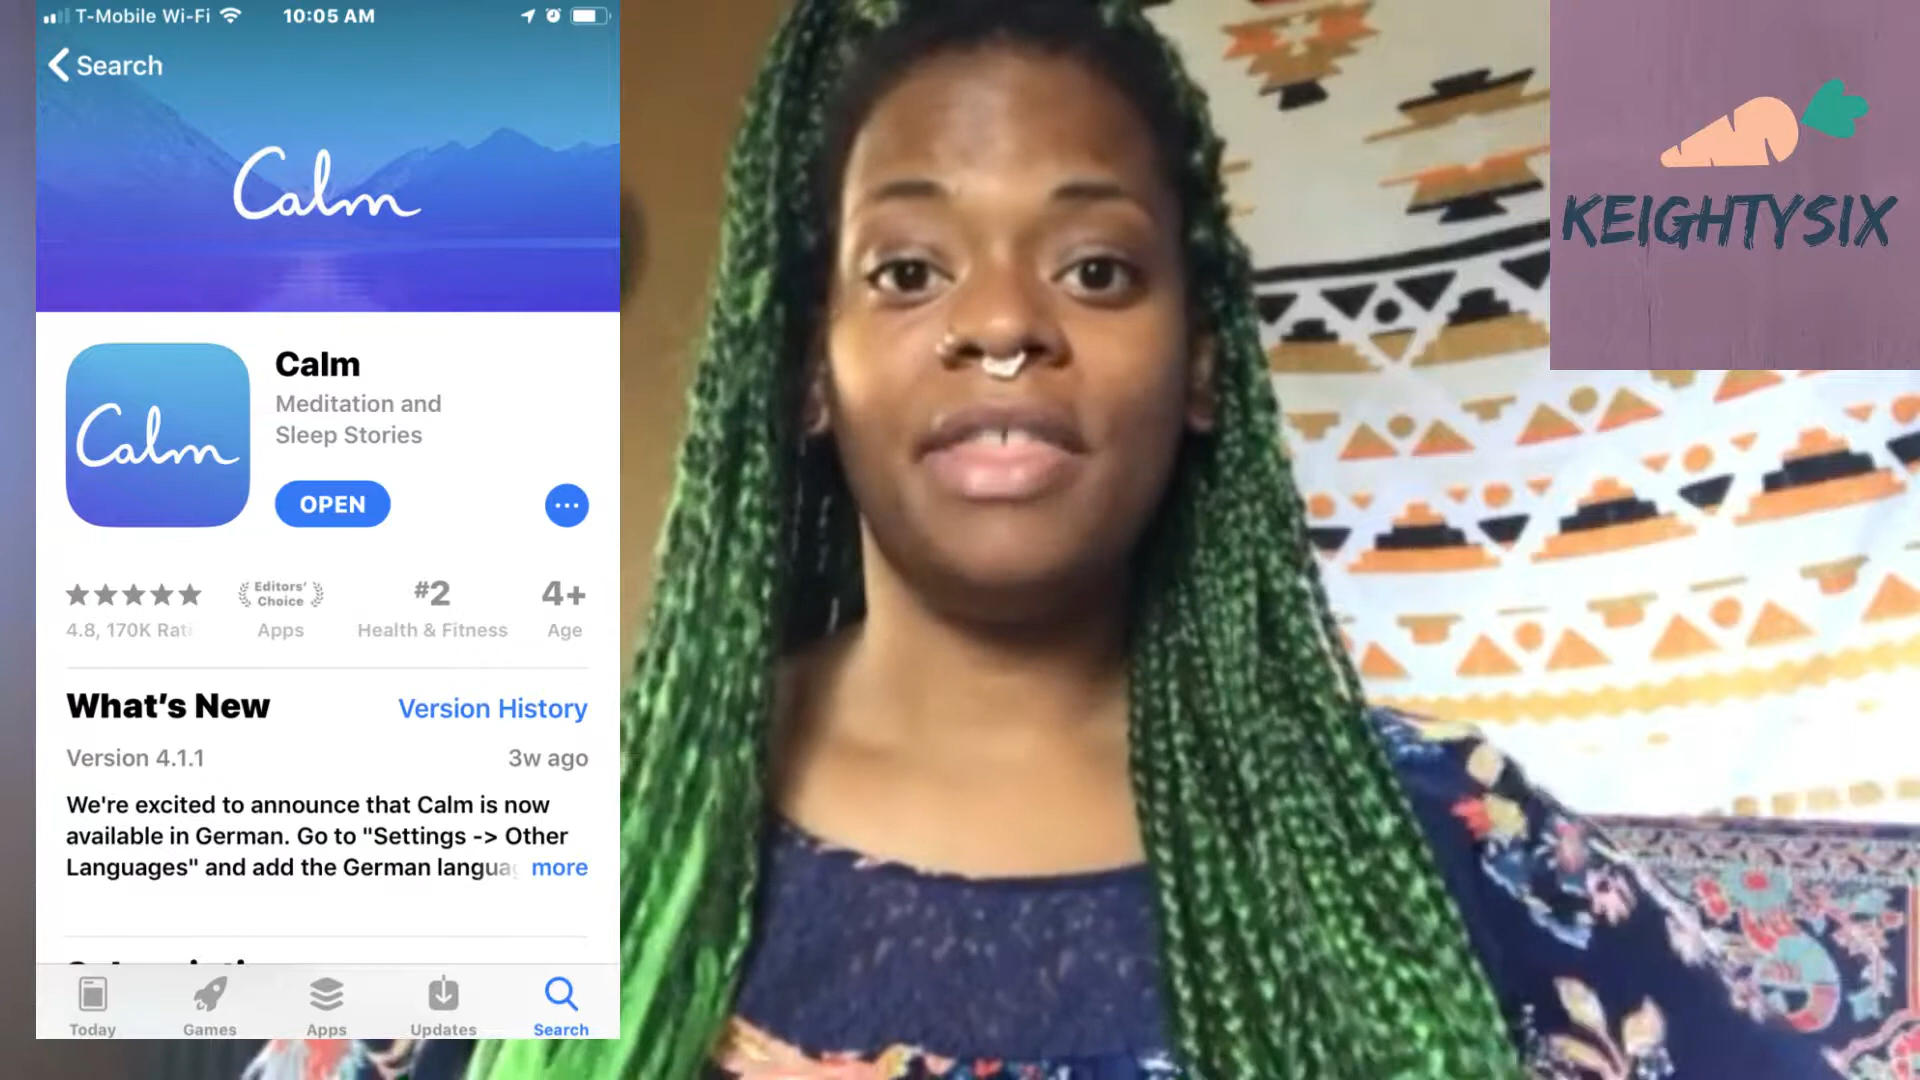 T-Mobile Wi-Fi
10:05 AM
Search
Calm
Calm
Meditation and
Sleep Stories
Calm
OPEN
4.8, 170K
Editors'
Choice
Apps
#2
Health & Fitness
4+
Age
What's New
Version History
Version 4.1.1
3w ago
We're excited to announce that Calm is now
available in German. Go to "Settings -> Other
Languages" and add the German
more
Today
Games
Apps
Updates
Search
KEIGHTYSIX